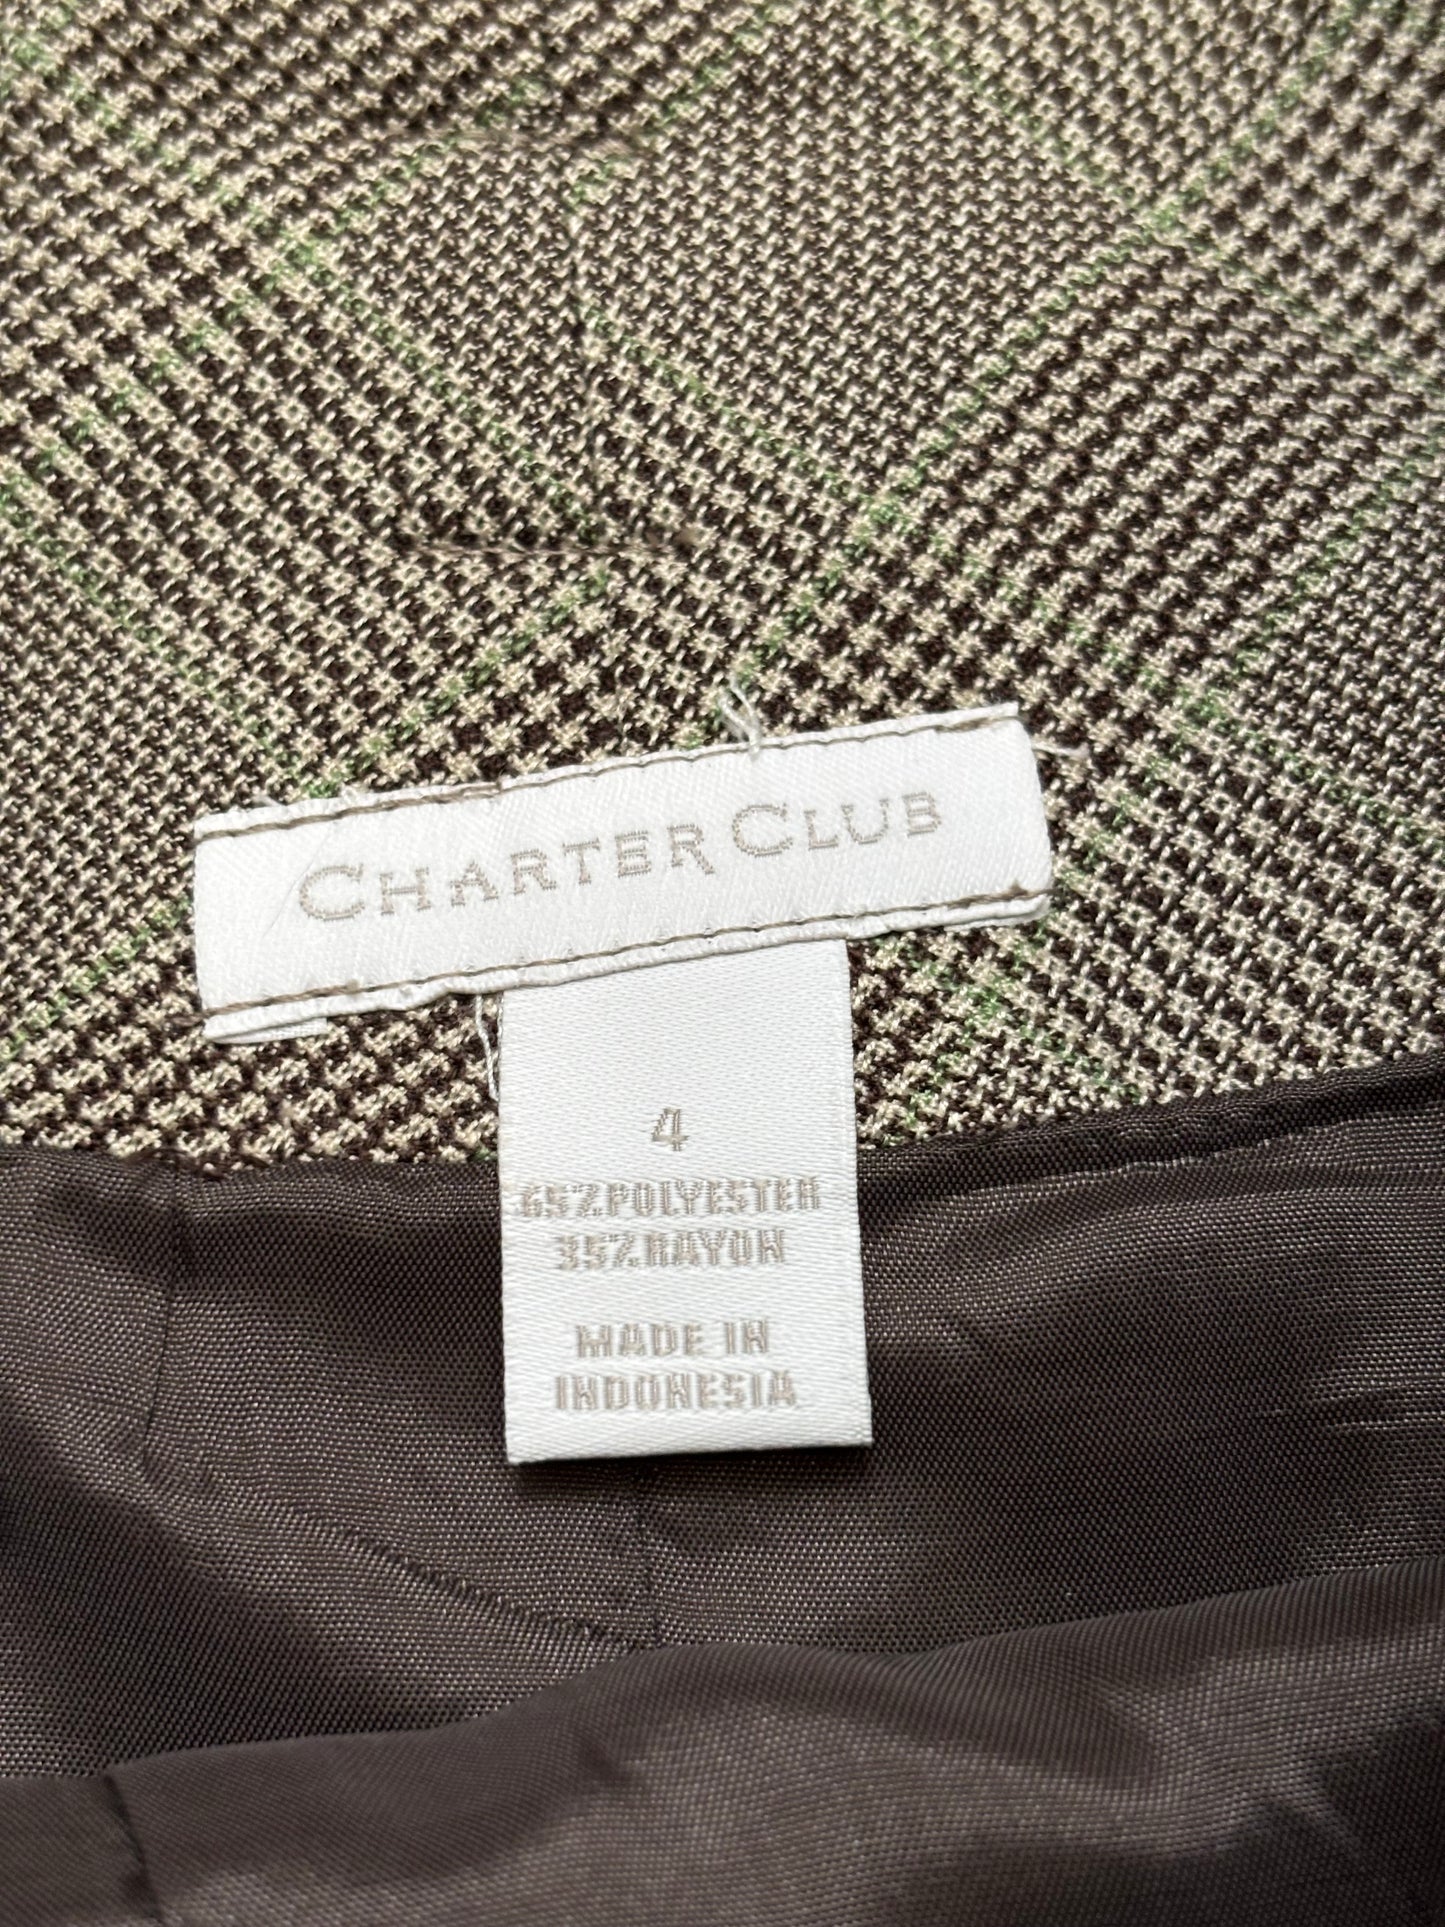 CHARTER CLUB
4
65%POLYESTER
35%RAYON
MADE IN
INDONESIA